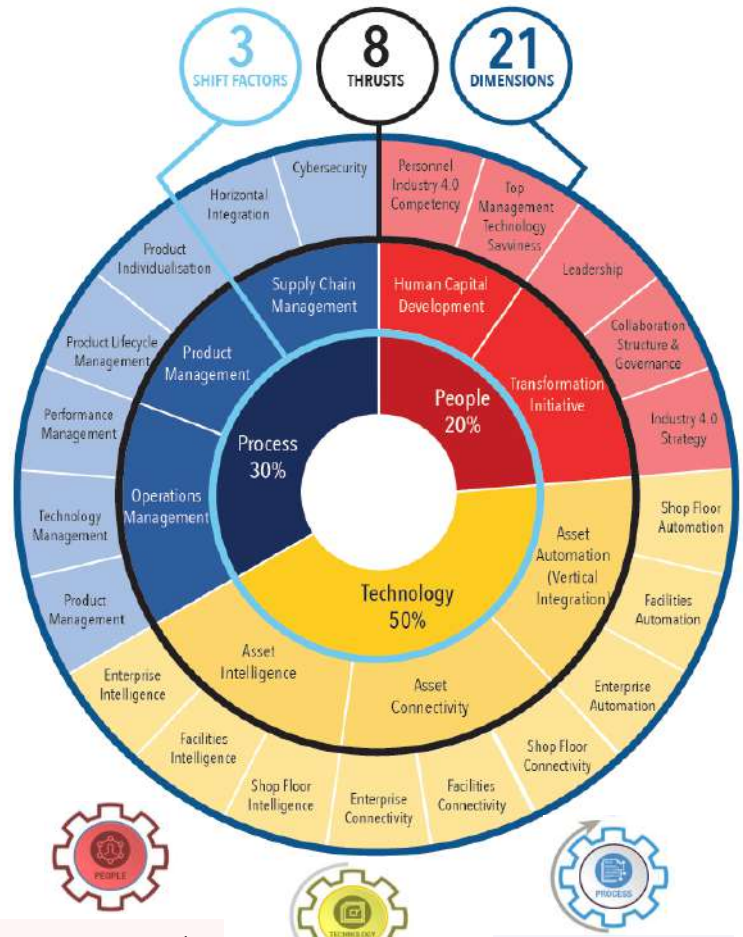 3
SHIFT FACTORS
8
THRUSTS
21
DIMENSIONS
Cybersecurity
Horizontal
Integration
Product
Individualisation
Product Lifecycle
Management
Performance
Management
Technology
Management
Product
Management
Personnel
Industry 4.0
Competency
Top
Management
Technology
Savviness
Leadership
Collaboration
Structure &
Governance
Industry 4.0
Strategy
Shop Floor
Automation
Facilities
Automation
Enterprise
Automation
Shop Floor
Connectivity
Facilities
Connectivity
Enterprise
Connectivity
Shop Floor
Intelligence
Facilities
Intelligence
Enterprise
Intelligence
Supply Chain
Management
Product
Management
Operations
Management
Human Capital
Development
Transformation
Initiative
Asset
Automation
(Vertical
Integration)
Asset
Connectivity
Asset
Intelligence
Process
30%
People
20%
Technology
50%
PEOPLE
TECHNOLOGY
PROCESS